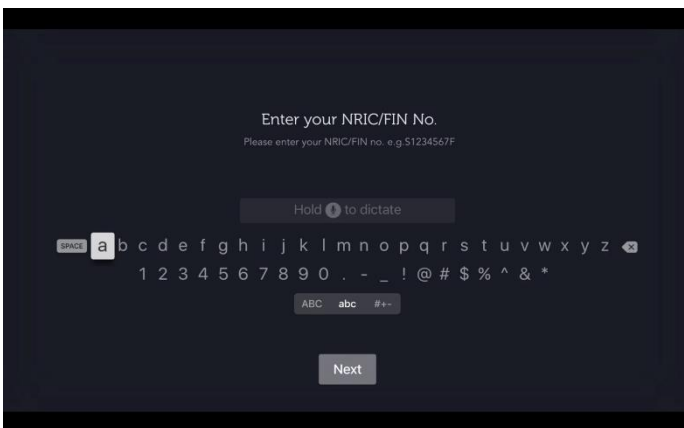 Enter your NRIC/FIN No.
Please enter your NRIC/FIN no. e.g.S1234567F
Hold to dictate
SPACE a b c d e f g h i j k l m n o p q r s t u v w x y z
1 2 3 4 5 6 7 8 9 0 . - _ ! @ # $ % ^ & *
ABC abc #+-
Next